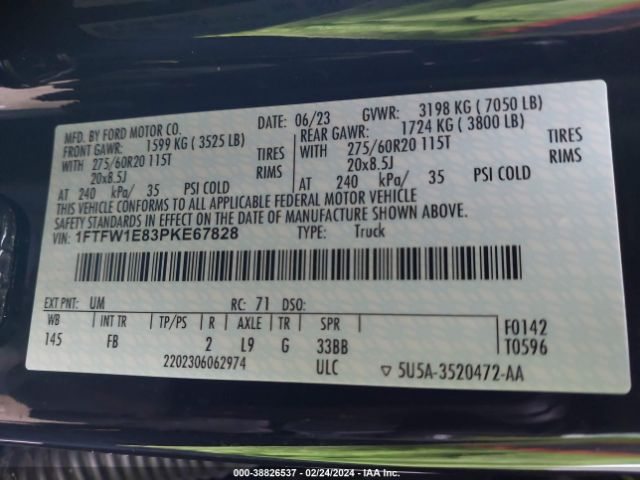 MFD. BY FORD MOTOR CO.
DATE: 06/23 GVWR: 3198 KG ( 7050 LB)
FRONT GAWR: 1599 KG ( 3525 LB) REAR GAWR: 1724 KG ( 3800 LB)
WITH 275/60R20 115T TIRES WITH 275/60R20 115T TIRES
20x8.5J RIMS 20x8.5J RIMS
AT 240 kPa/ 35 PSI COLD AT 240 kPa/ 35 PSI COLD
THIS VEHICLE CONFORMS TO ALL APPLICABLE FEDERAL MOTOR VEHICLE
SAFETY STANDARDS IN EFFECT ON THE DATE OF MANUFACTURE SHOWN ABOVE.
VIN: 1FTFW1E83PKE67828 TYPE: Truck
EXT PNT: UM RC: 71 DSO:
WB INT TR TP/PS R AXLE TR SPR F0142
145 FB 2 L9 G 33BB T0596
2202306062974 ULC ▽ 5U5A-3520472-AA
000-38826537 - 02/24/2024 - IAA Inc.